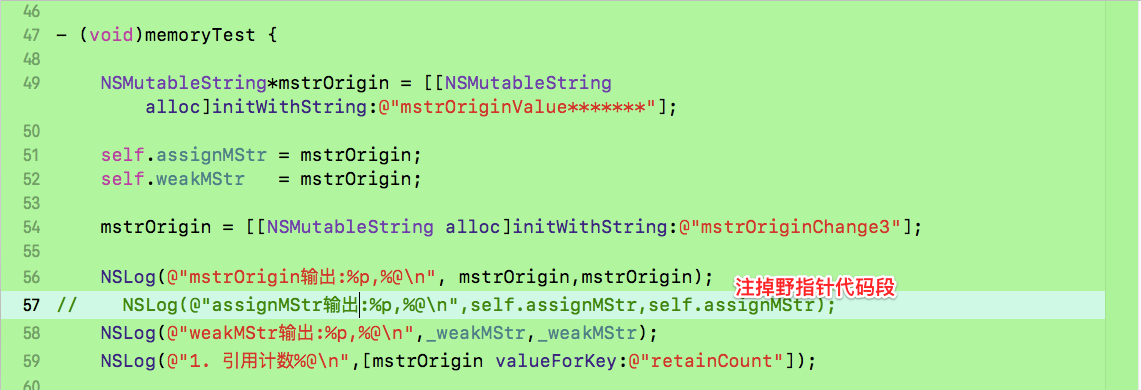 46
47 - (void)memoryTest {
48
49 NSMutableString*mstrOrigin = [[NSMutableString
alloc]initWithString:@"mstrOriginValue*******"];
50
51 self.assignMStr = mstrOrigin;
52 self.weakMStr   = mstrOrigin;
53
54 mstrOrigin = [[NSMutableString alloc]initWithString:@"mstrOriginChange3"];
55
56 NSLog(@"mstrOrigin输出:%p,%@\n", mstrOrigin,mstrOrigin);
注掉野指针代码段
57 //    NSLog(@"assignMStr输出:%p,%@\n",self.assignMStr,self.assignMStr);
58 NSLog(@"weakMStr输出:%p,%@\n",_weakMStr,_weakMStr);
59 NSLog(@"1. 引用计数%@\n",[mstrOrigin valueForKey:@"retainCount"]);
60